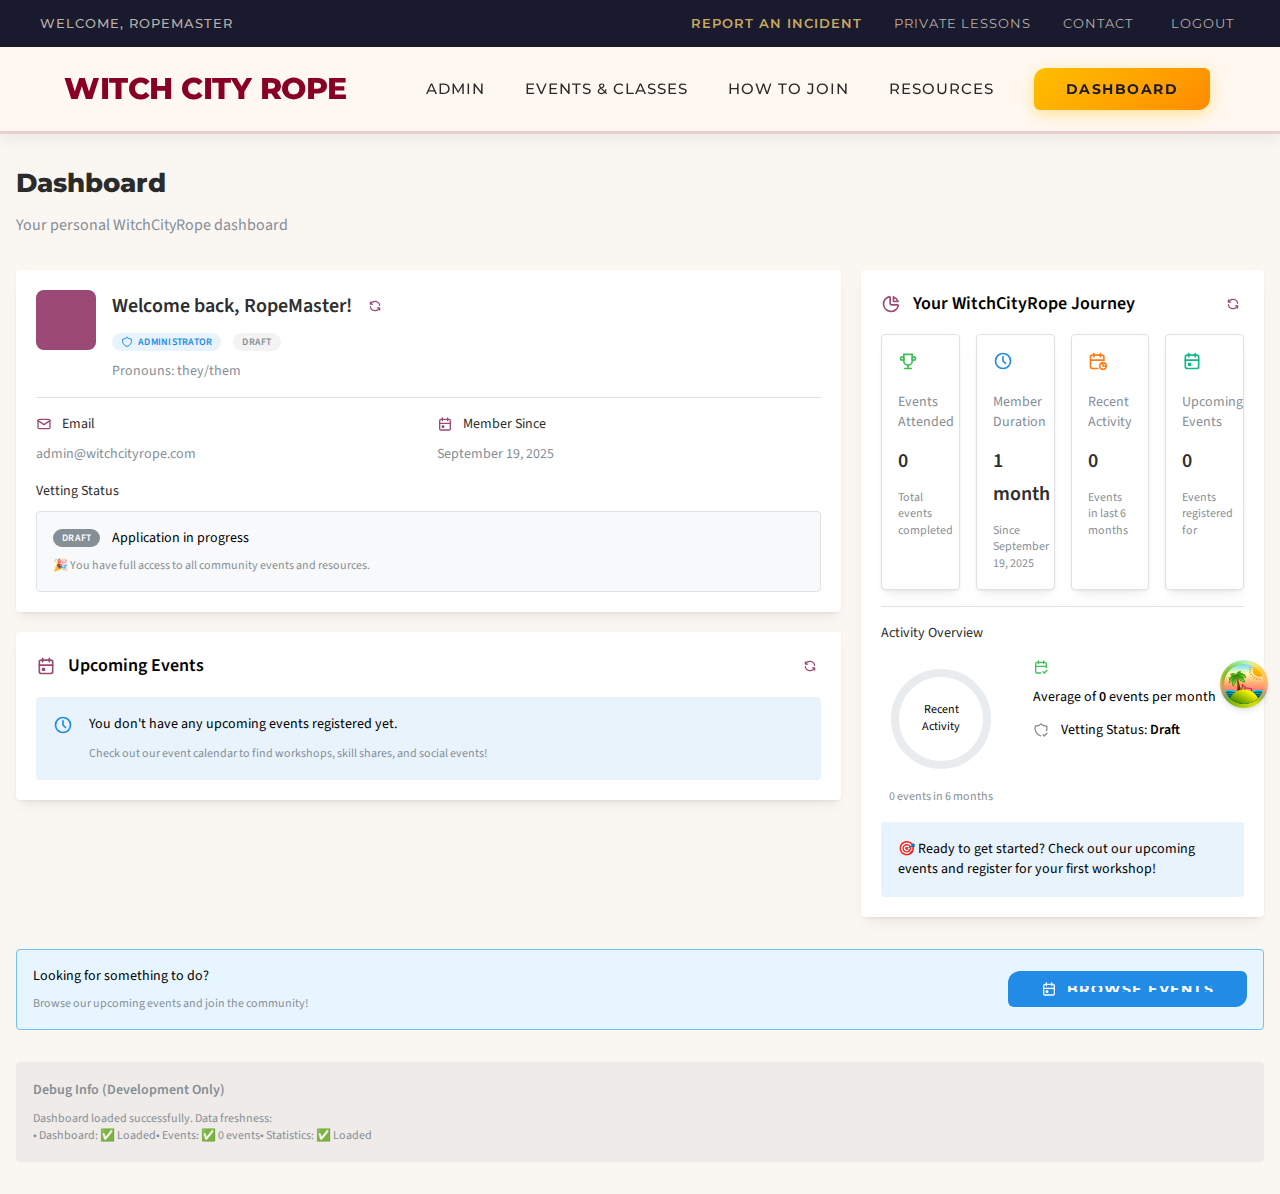 WELCOME, ROPEMASTER
REPORT AN INCIDENT PRIVATE LESSONS CONTACT LOGOUT
WITCH CITY ROPE
ADMIN EVENTS & CLASSES HOW TO JOIN RESOURCES DASHBOARD
Dashboard
Your personal WitchCityRope dashboard
Welcome back, RopeMaster!
ADMINISTRATOR DRAFT
Pronouns: they/them
Email
admin@witchcityrope.com
Member Since
September 19, 2025
Vetting Status
DRAFT Application in progress
🎉 You have full access to all community events and resources.
Upcoming Events
You don't have any upcoming events registered yet.
Check out our event calendar to find workshops, skill shares, and social events!
Your WitchCityRope Journey
Events
Attended
0
Total
events
completed
Member
Duration
1
month
Since
September
19, 2025
Recent
Activity
0
Events
in last 6
months
Upcoming
Events
0
Events
registered
for
Activity Overview
Recent
Activity
0 events in 6 months
Average of 0 events per month
Vetting Status: Draft
🎯 Ready to get started? Check out our upcoming
events and register for your first workshop!
Looking for something to do?
Browse our upcoming events and join the community!
BROWSE EVENTS
Debug Info (Development Only)
Dashboard loaded successfully. Data freshness:
• Dashboard: ✅ Loaded• Events: ✅ 0 events• Statistics: ✅ Loaded